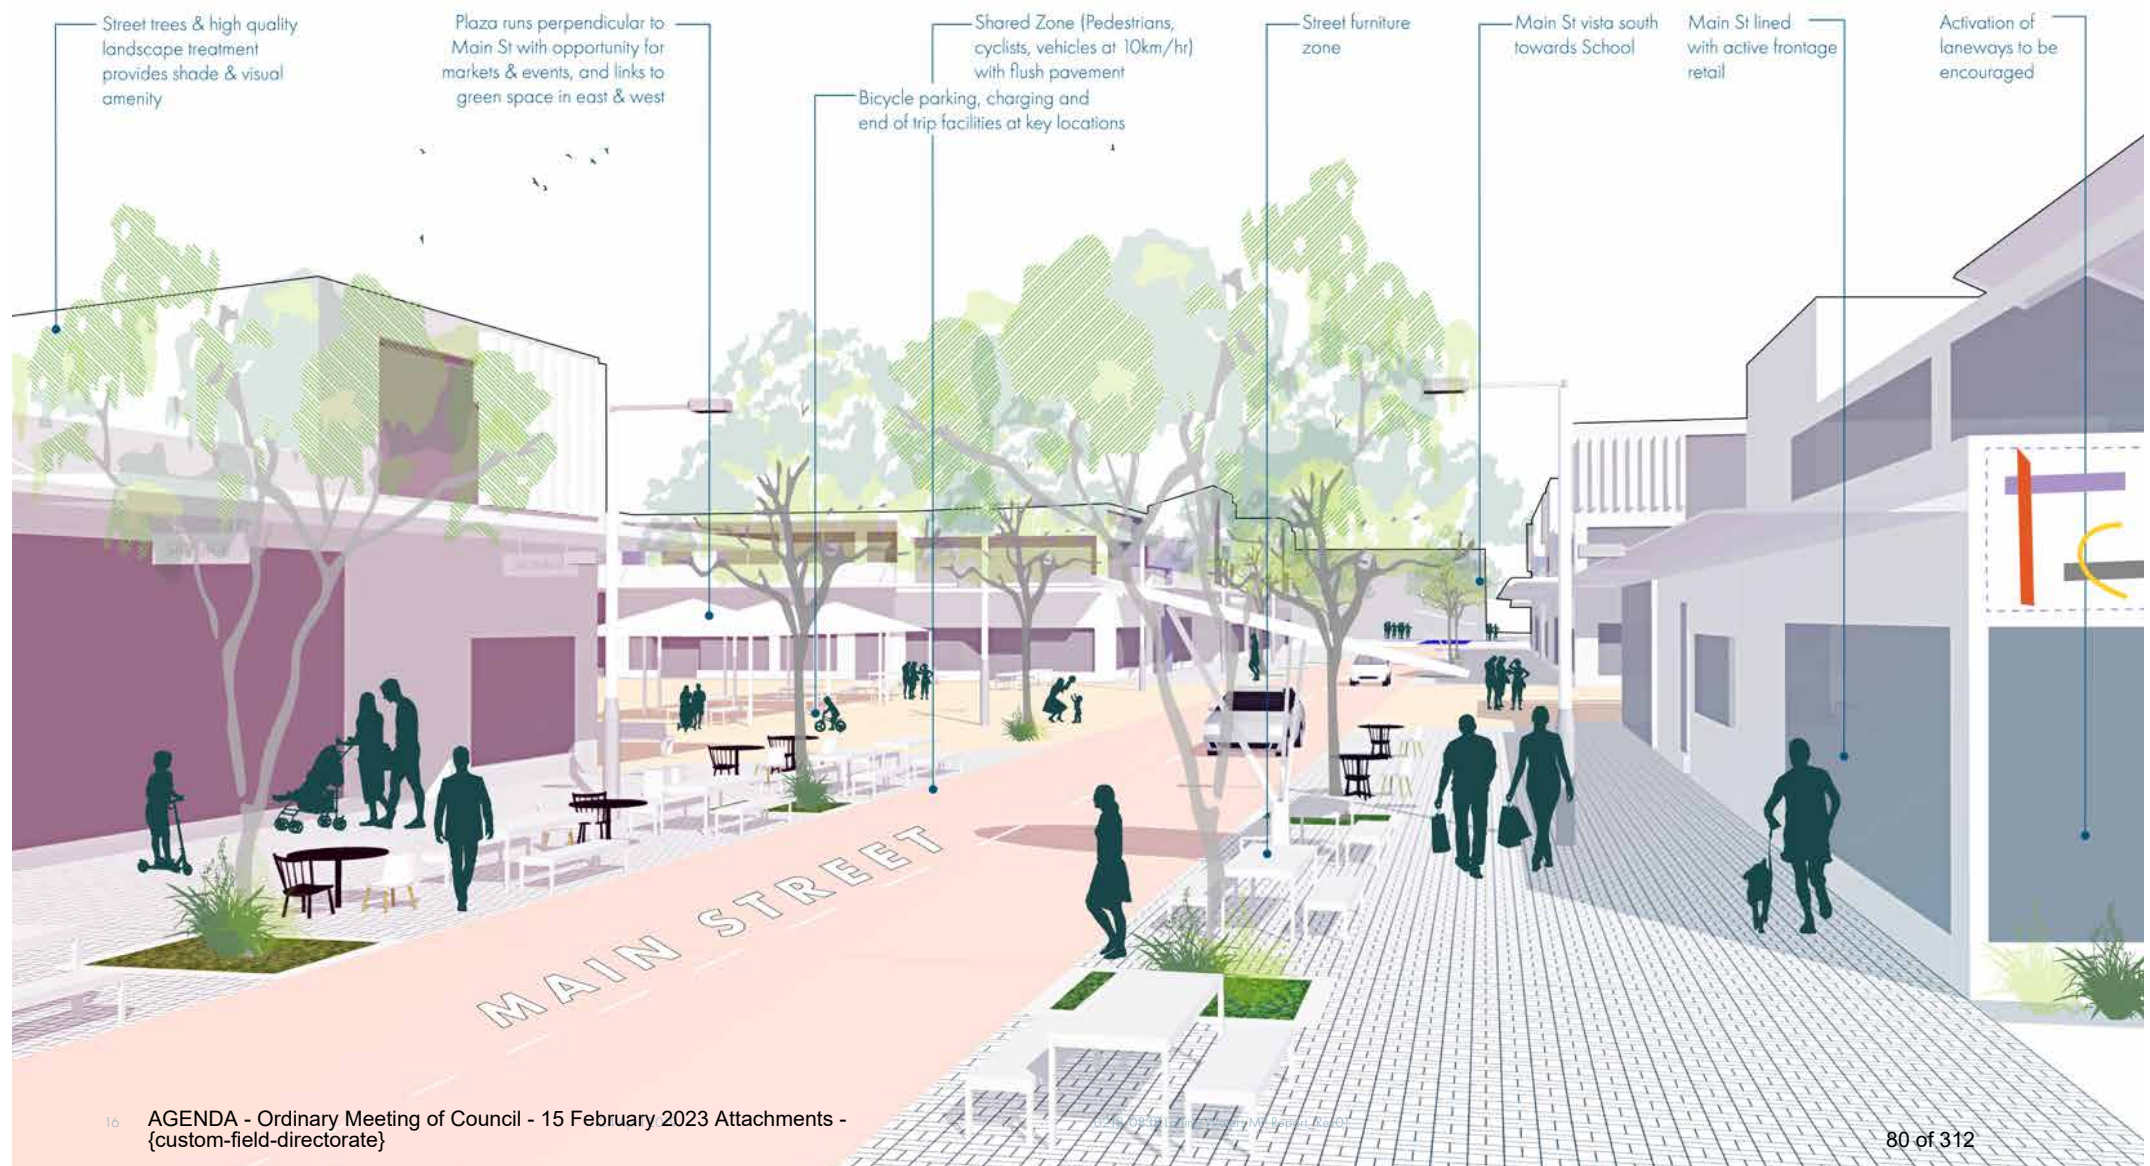 Street trees & high quality
landscape treatment
provides shade & visual
amenity
Plaza runs perpendicular to
Main St with opportunity for
markets & events, and links to
green space in east & west
Shared Zone (Pedestrians,
cyclists, vehicles at 10km/hr)
with flush pavement
Bicycle parking, charging and
end of trip facilities at key locations
Street furniture
zone
Main St vista south
towards School
Main St lined
with active frontage
retail
Activation of
laneways to be
encouraged
MAIN STREET
16
AGENDA - Ordinary Meeting of Council - 15 February 2023 Attachments -
{custom-field-directorate}
80 of 312